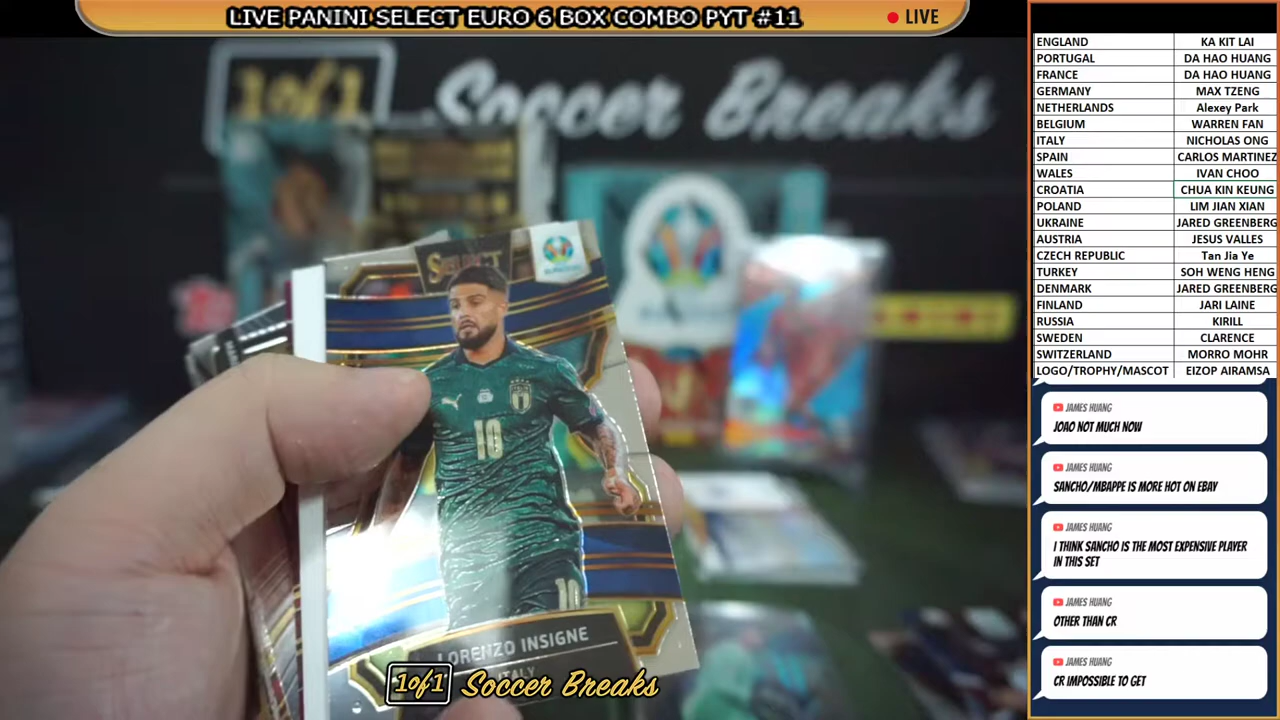 LIVE PANINI SELECT EURO 6 BOX COMBO PYT #11
LIVE
1of1 Soccer Breaks
SELECT
10
10
LORENZO INSIGNE
ITALY
1of1 Soccer Breaks
ENGLAND KA KIT LAI
PORTUGAL DA HAO HUANG
FRANCE DA HAO HUANG
GERMANY MAX TZENG
NETHERLANDS Alexey Park
BELGIUM WARREN FAN
ITALY NICHOLAS ONG
SPAIN CARLOS MARTINEZ
WALES IVAN CHOO
CROATIA CHUA KIN KEUNG
POLAND LIM JIAN XIAN
UKRAINE JARED GREENBERG
AUSTRIA JESUS VALLES
CZECH REPUBLIC Tan Jia Ye
TURKEY SOH WENG HENG
DENMARK JARED GREENBERG
FINLAND JARI LAINE
RUSSIA KIRILL
SWEDEN CLARENCE
SWITZERLAND MORRO MOHR
LOGO/TROPHY/MASCOT EIZOP AIRAMSA
JAMES HUANG
JOAO NOT MUCH NOW
JAMES HUANG
SANCHO/MBAPPE IS MORE HOT ON EBAY
JAMES HUANG
I THINK SANCHO IS THE MOST EXPENSIVE PLAYER
IN THIS SET
JAMES HUANG
OTHER THAN CR
JAMES HUANG
CR IMPOSSIBLE TO GET